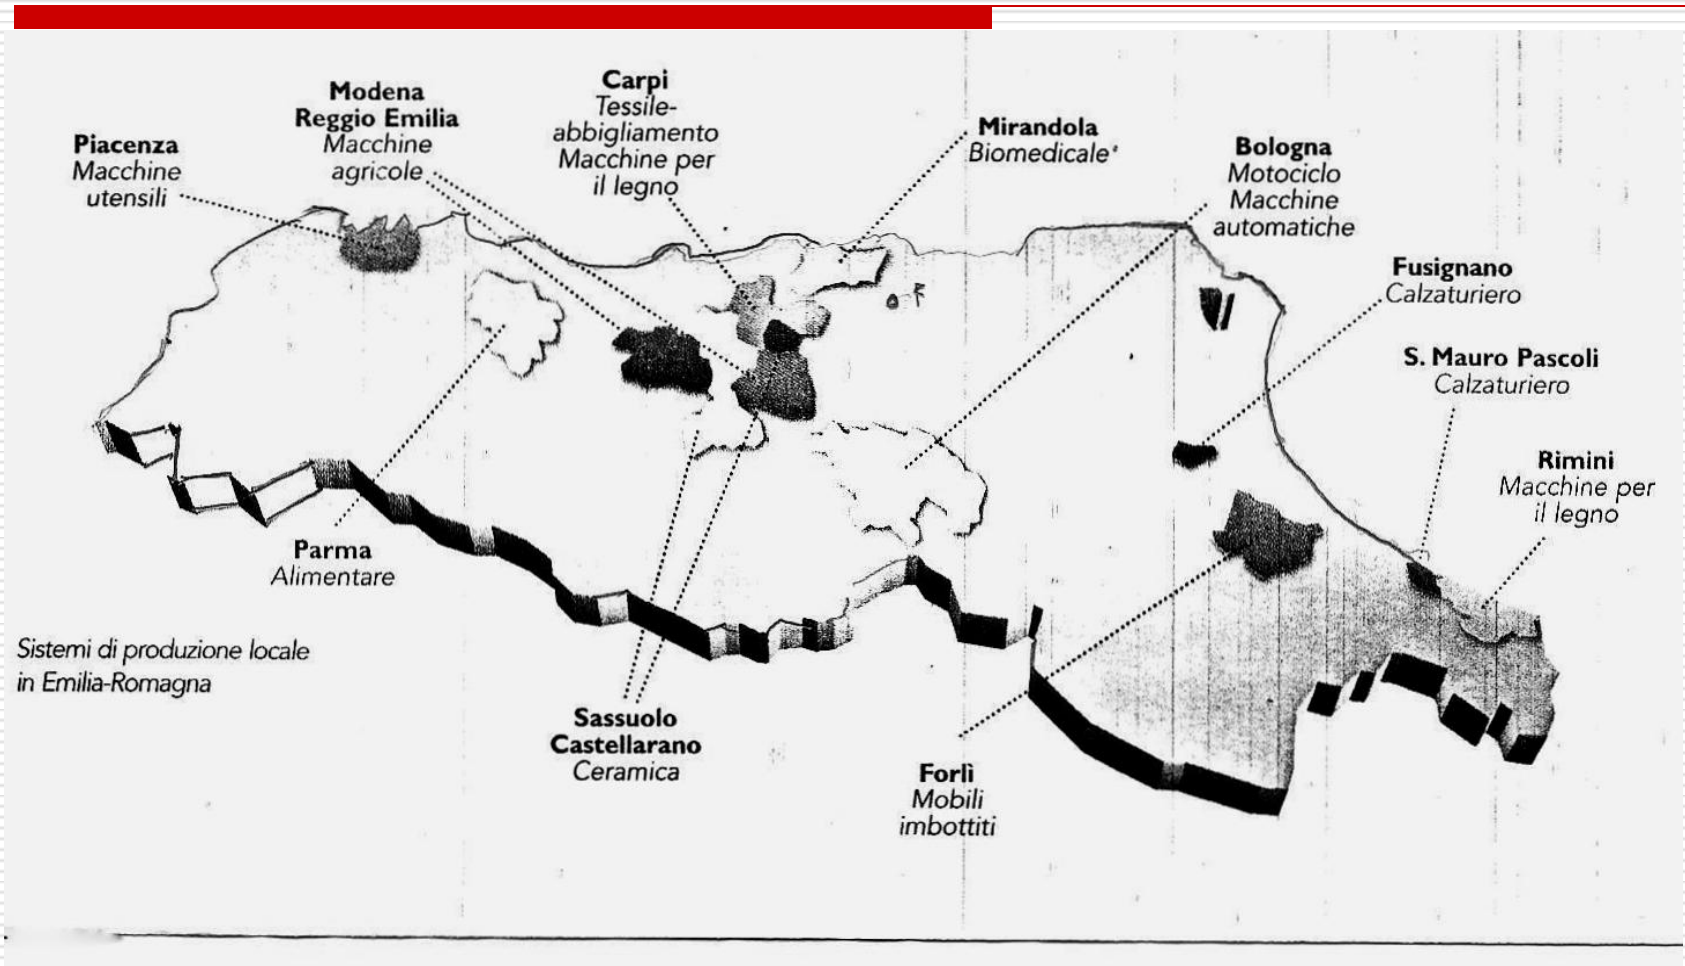 Piacenza
Macchine
utensili
Modena
Reggio Emilia
Macchine
agricole
Carpi
Tessile-
abbigliamento
Macchine per
il legno
Mirandola
Biomedicale
Bologna
Motociclo
Macchine
automatiche
Fusignano
Calzaturiero
S. Mauro Pascoli
Calzaturiero
Rimini
Macchine per
il legno
Parma
Alimentare
Sistemi di produzione locale
in Emilia-Romagna
Sassuolo
Castellarano
Ceramica
Forlì
Mobili
imbottiti